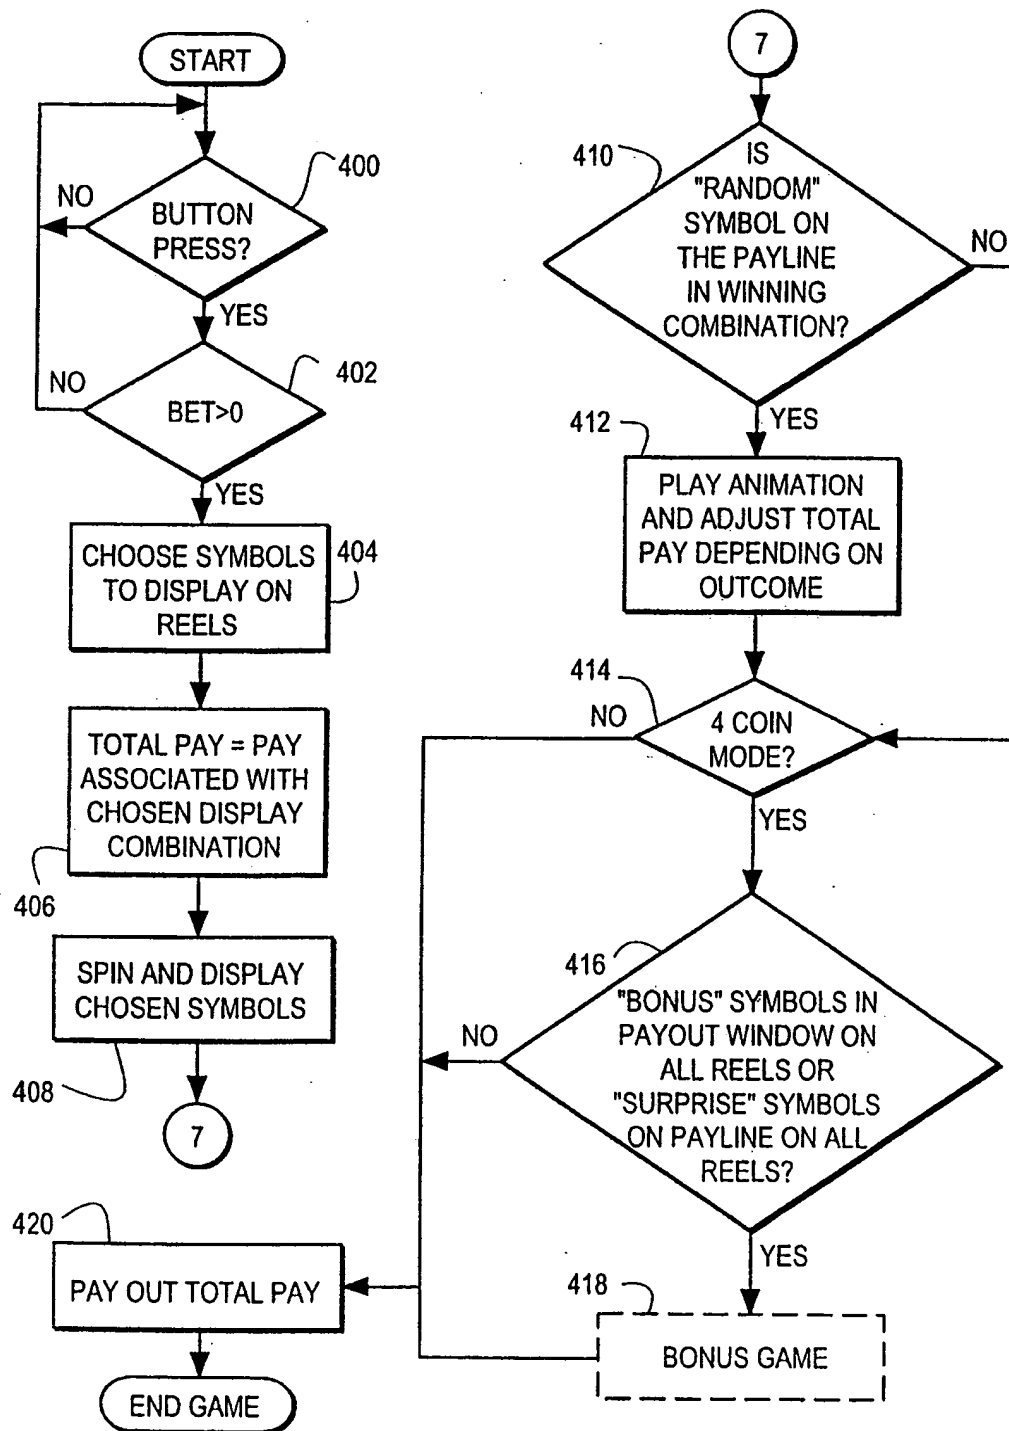 START
400
NO
BUTTON
PRESS?
YES
402
NO
BET>0
YES
CHOOSE SYMBOLS
TO DISPLAY ON
REELS
404
TOTAL PAY = PAY
ASSOCIATED WITH
CHOSEN DISPLAY
COMBINATION
406
SPIN AND DISPLAY
CHOSEN SYMBOLS
408
7
420
PAY OUT TOTAL PAY
END GAME
7
410
IS
"RANDOM"
SYMBOL ON
THE PAYLINE
IN WINNING
COMBINATION?
NO
YES
412
PLAY ANIMATION
AND ADJUST TOTAL
PAY DEPENDING ON
OUTCOME
414
NO
4 COIN
MODE?
YES
416
"BONUS" SYMBOLS IN
PAYOUT WINDOW ON
ALL REELS OR
"SURPRISE" SYMBOLS
ON PAYLINE ON ALL
REELS?
NO
YES
418
BONUS GAME